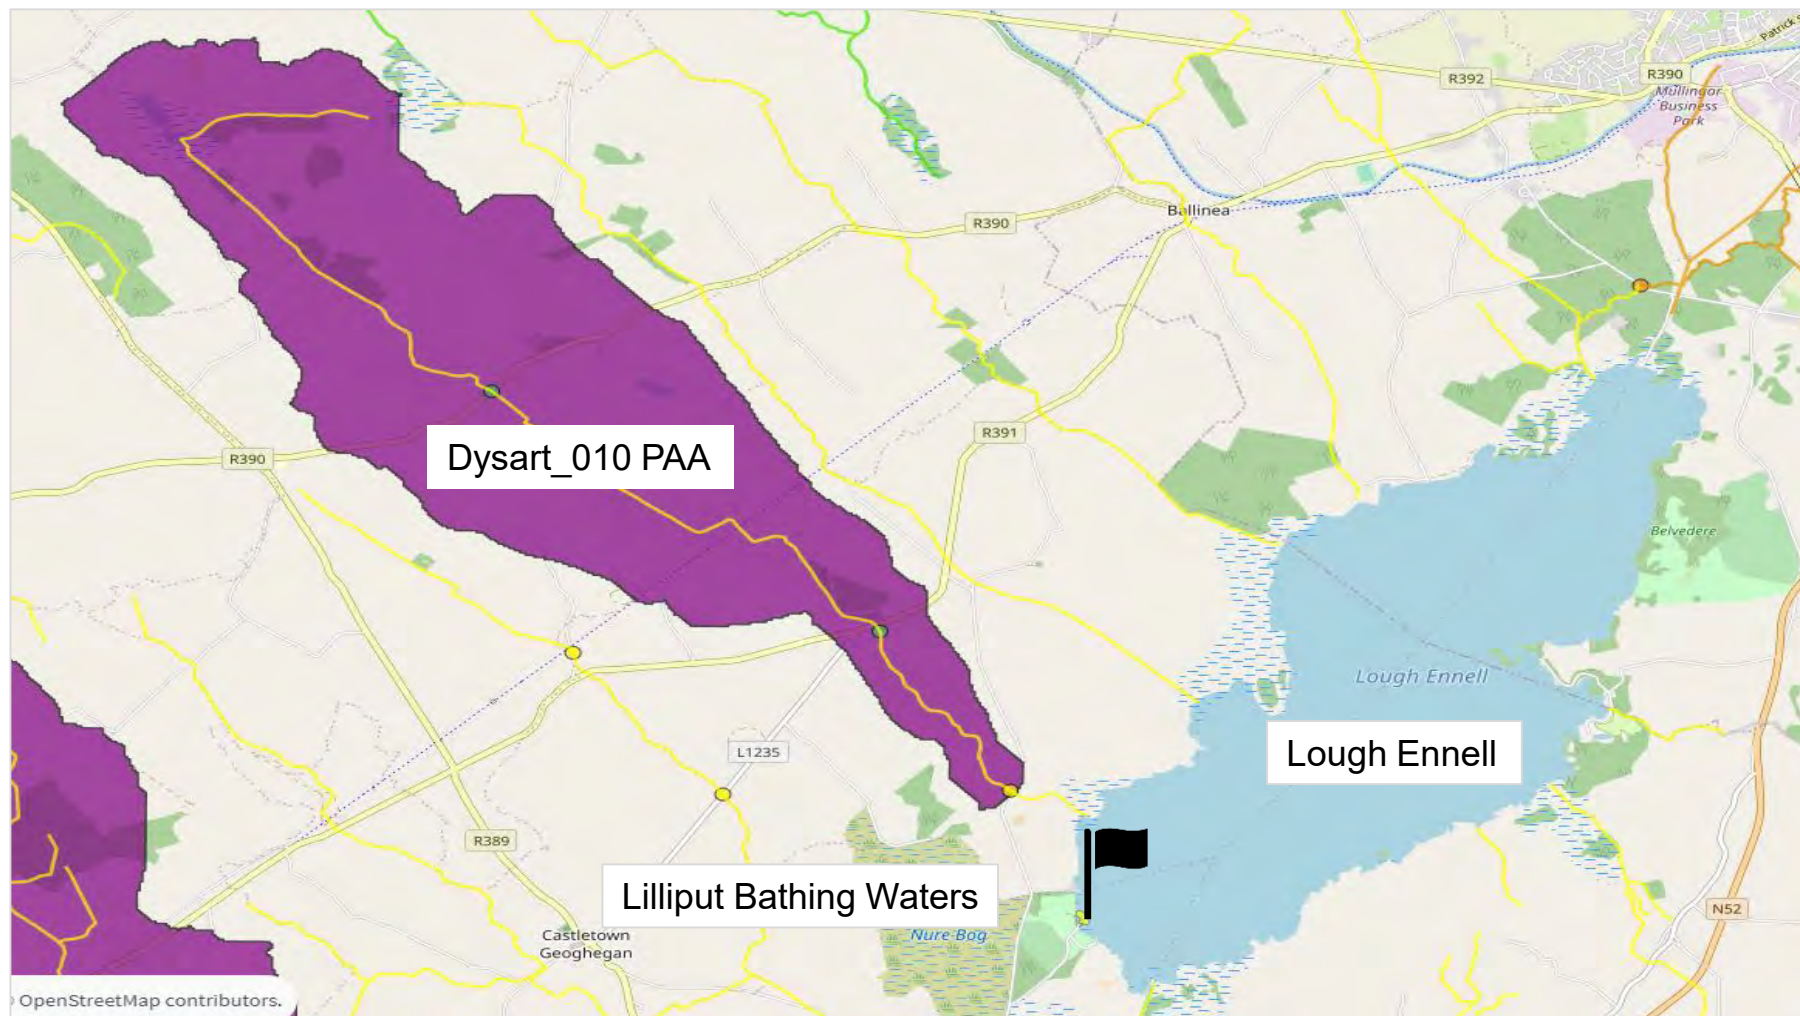 Patrick S
R392
R390
Mullingar
Business
Park
Ballinea
R390
R391
R390
Dysart_010 PAA
Belvedere
Lough Ennell
Lough Ennell
L1235
R389
Lilliput Bathing Waters
N52
Castletown
Geoghegan
Nure Bog
OpenStreetMap contributors.